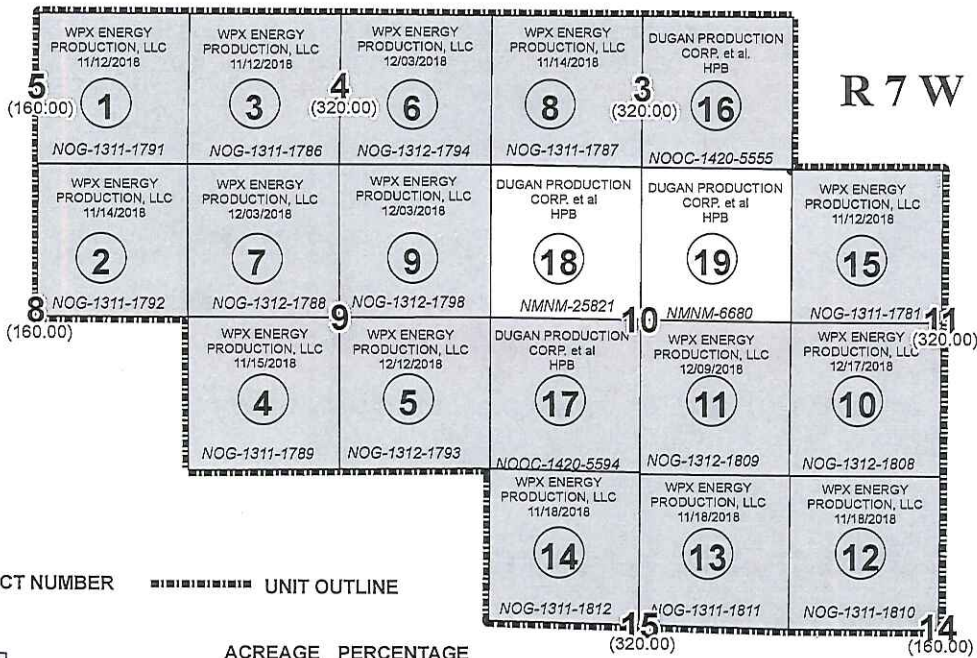 R 7 W
5
(160.00)
4
(320.00)
3
(320.00)
WPX ENERGY
PRODUCTION, LLC
11/12/2018
1
NOG-1311-1791
WPX ENERGY
PRODUCTION, LLC
11/12/2018
3
NOG-1311-1786
WPX ENERGY
PRODUCTION, LLC
12/03/2018
6
NOG-1312-1794
WPX ENERGY
PRODUCTION, LLC
11/14/2018
8
NOG-1311-1787
DUGAN PRODUCTION
CORP. et al.
HPB
16
NOOC-1420-5555
WPX ENERGY
PRODUCTION, LLC
11/14/2018
2
NOG-1311-1792
WPX ENERGY
PRODUCTION, LLC
12/03/2018
7
NOG-1312-1788
WPX ENERGY
PRODUCTION, LLC
12/03/2018
9
NOG-1312-1798
DUGAN PRODUCTION
CORP. et al
HPB
18
NMNM-25821
DUGAN PRODUCTION
CORP. et al
HPB
19
NMNM-6680
WPX ENERGY
PRODUCTION, LLC
11/12/2018
15
NOG-1311-1781
8
(160.00)
9
10
11
(320.00)
WPX ENERGY
PRODUCTION, LLC
11/15/2018
4
NOG-1311-1789
WPX ENERGY
PRODUCTION, LLC
12/12/2018
5
NOG-1312-1793
DUGAN PRODUCTION
CORP. et al
HPB
17
NOOC-1420-5594
WPX ENERGY
PRODUCTION, LLC
12/09/2018
11
NOG-1312-1809
WPX ENERGY
PRODUCTION, LLC
12/17/2018
10
NOG-1312-1808
WPX ENERGY
PRODUCTION, LLC
11/18/2018
14
NOG-1311-1812
WPX ENERGY
PRODUCTION, LLC
11/18/2018
13
NOG-1311-1811
WPX ENERGY
PRODUCTION, LLC
11/18/2018
12
NOG-1311-1810
15
(320.00)
14
(160.00)
CT NUMBER UNIT OUTLINE
ACREAGE PERCENTAGE